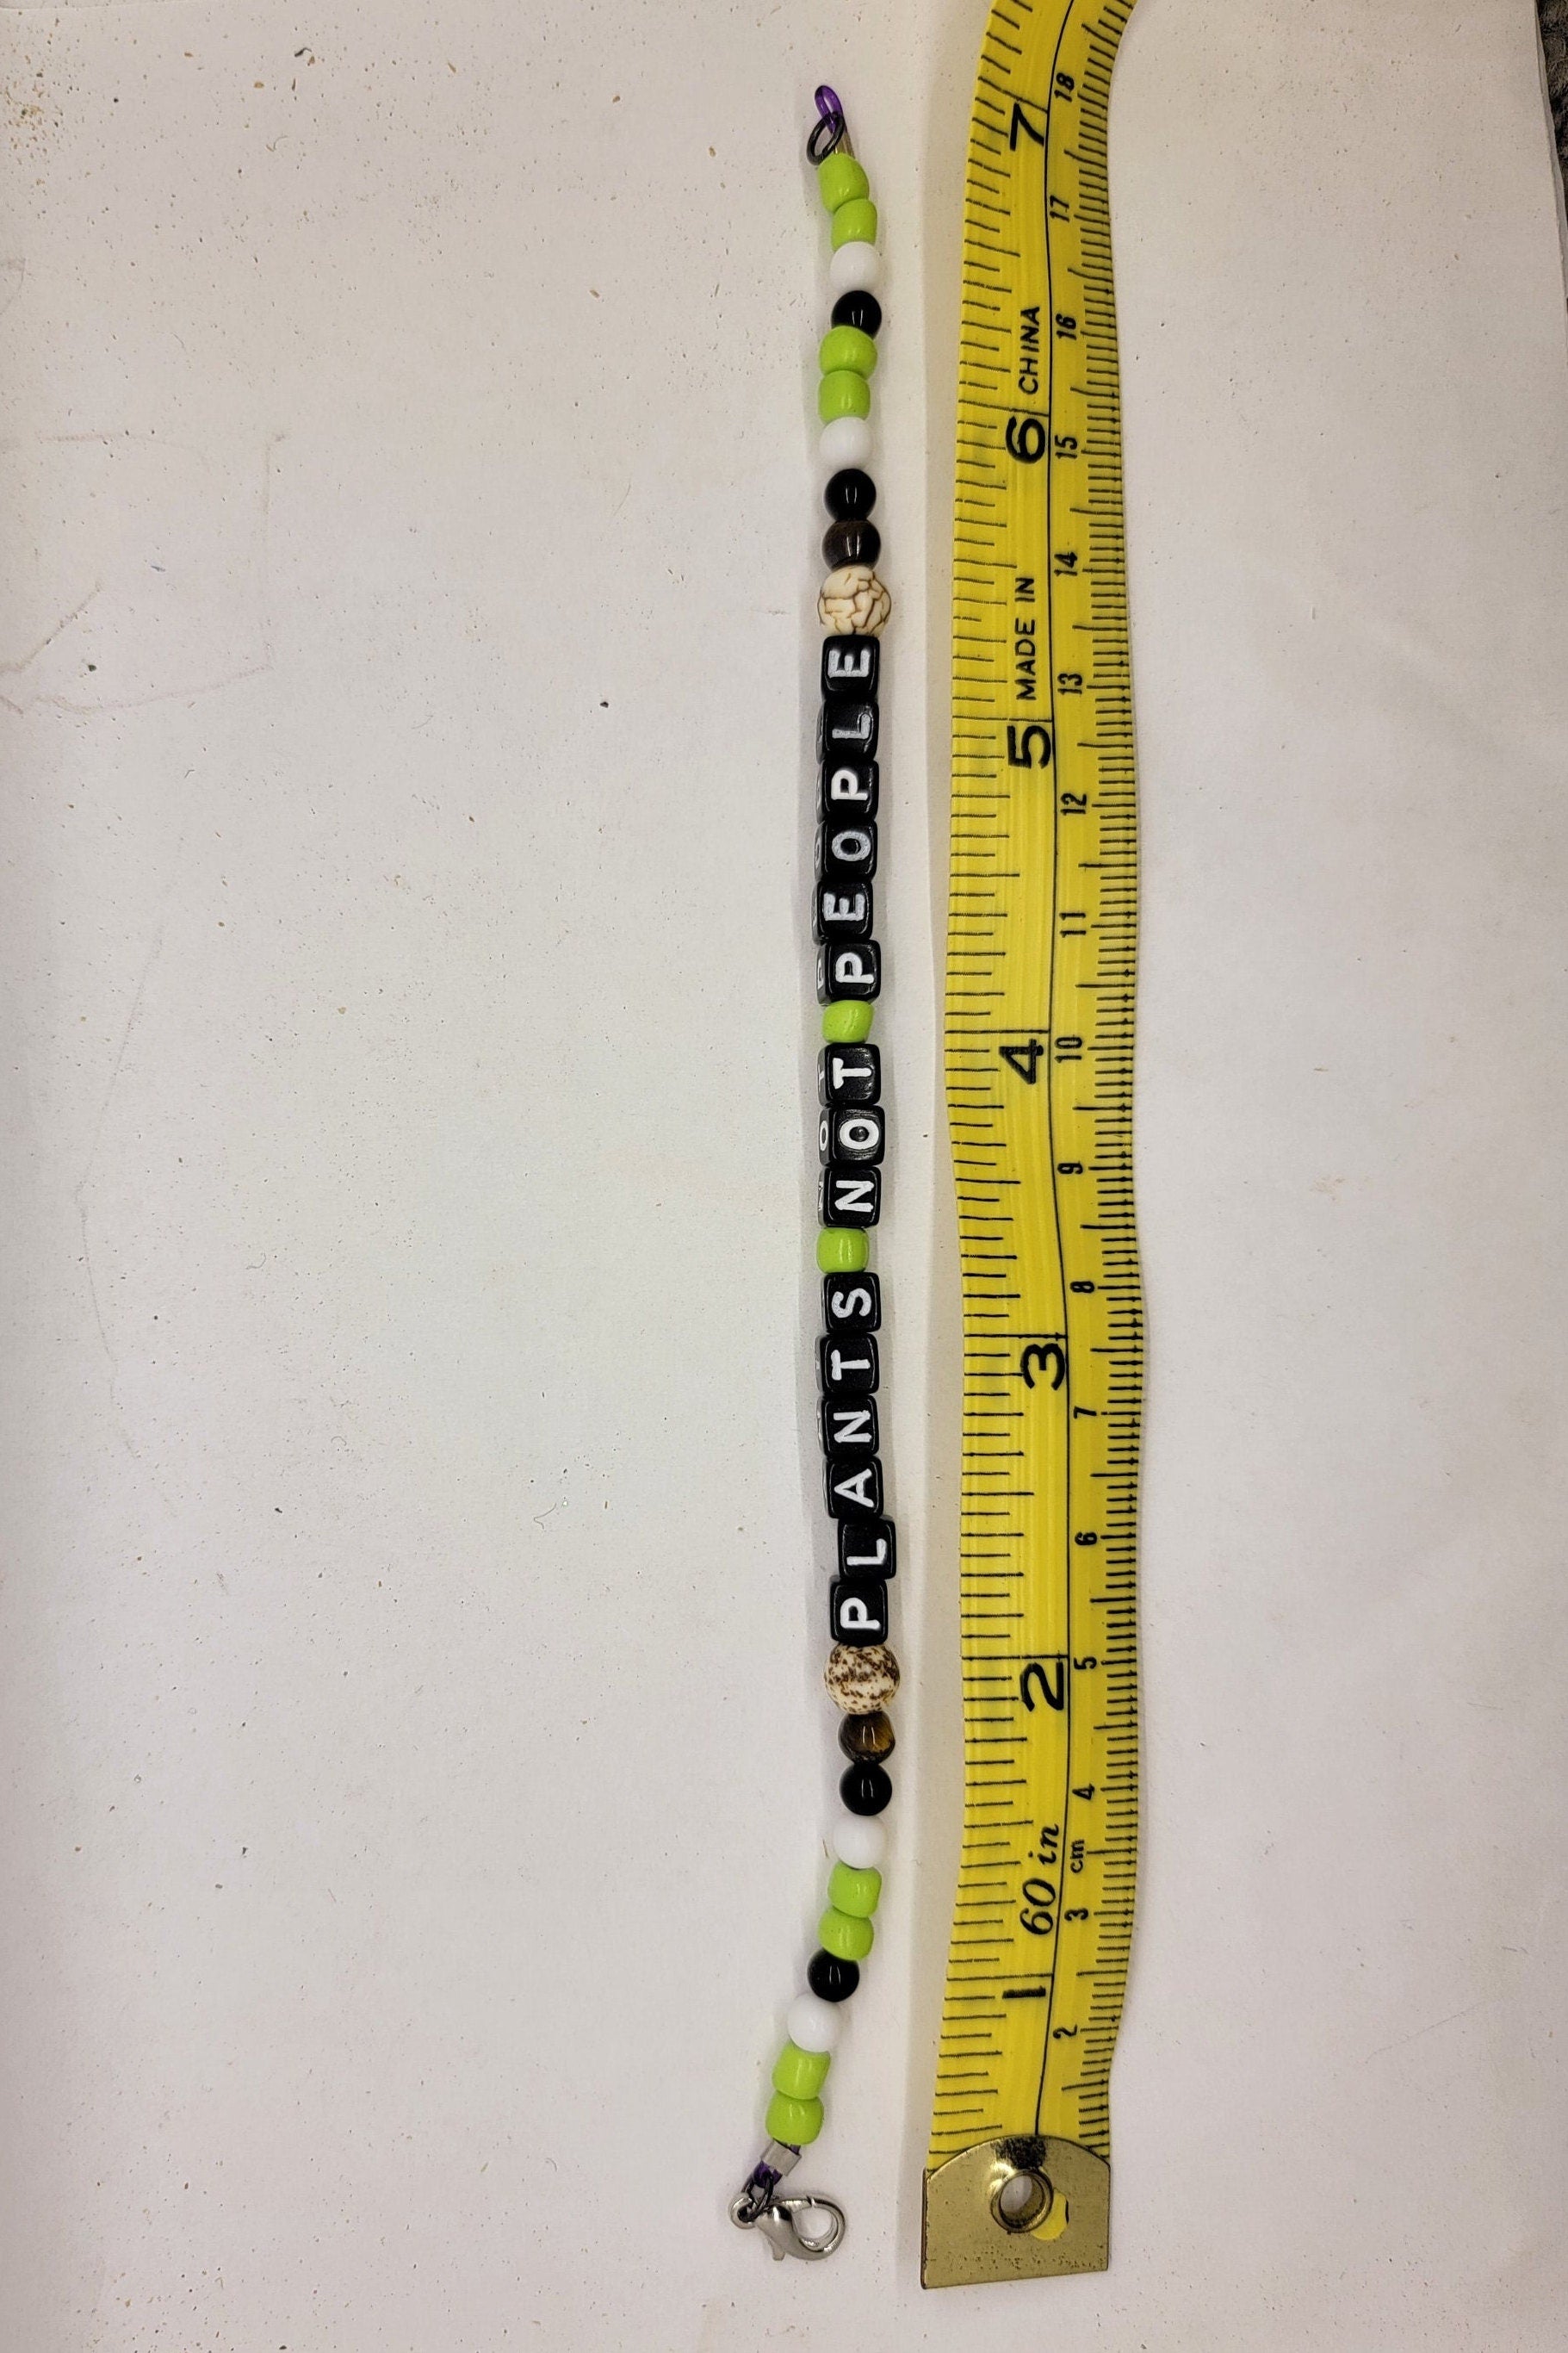 PLANTS NOT PEOPLE
60 in
1 2 3 4 5 MADE IN 6 CHINA 7
cm
2 3 4 5 6 7 8 9 10 11 12 13 14 15 16 17 18